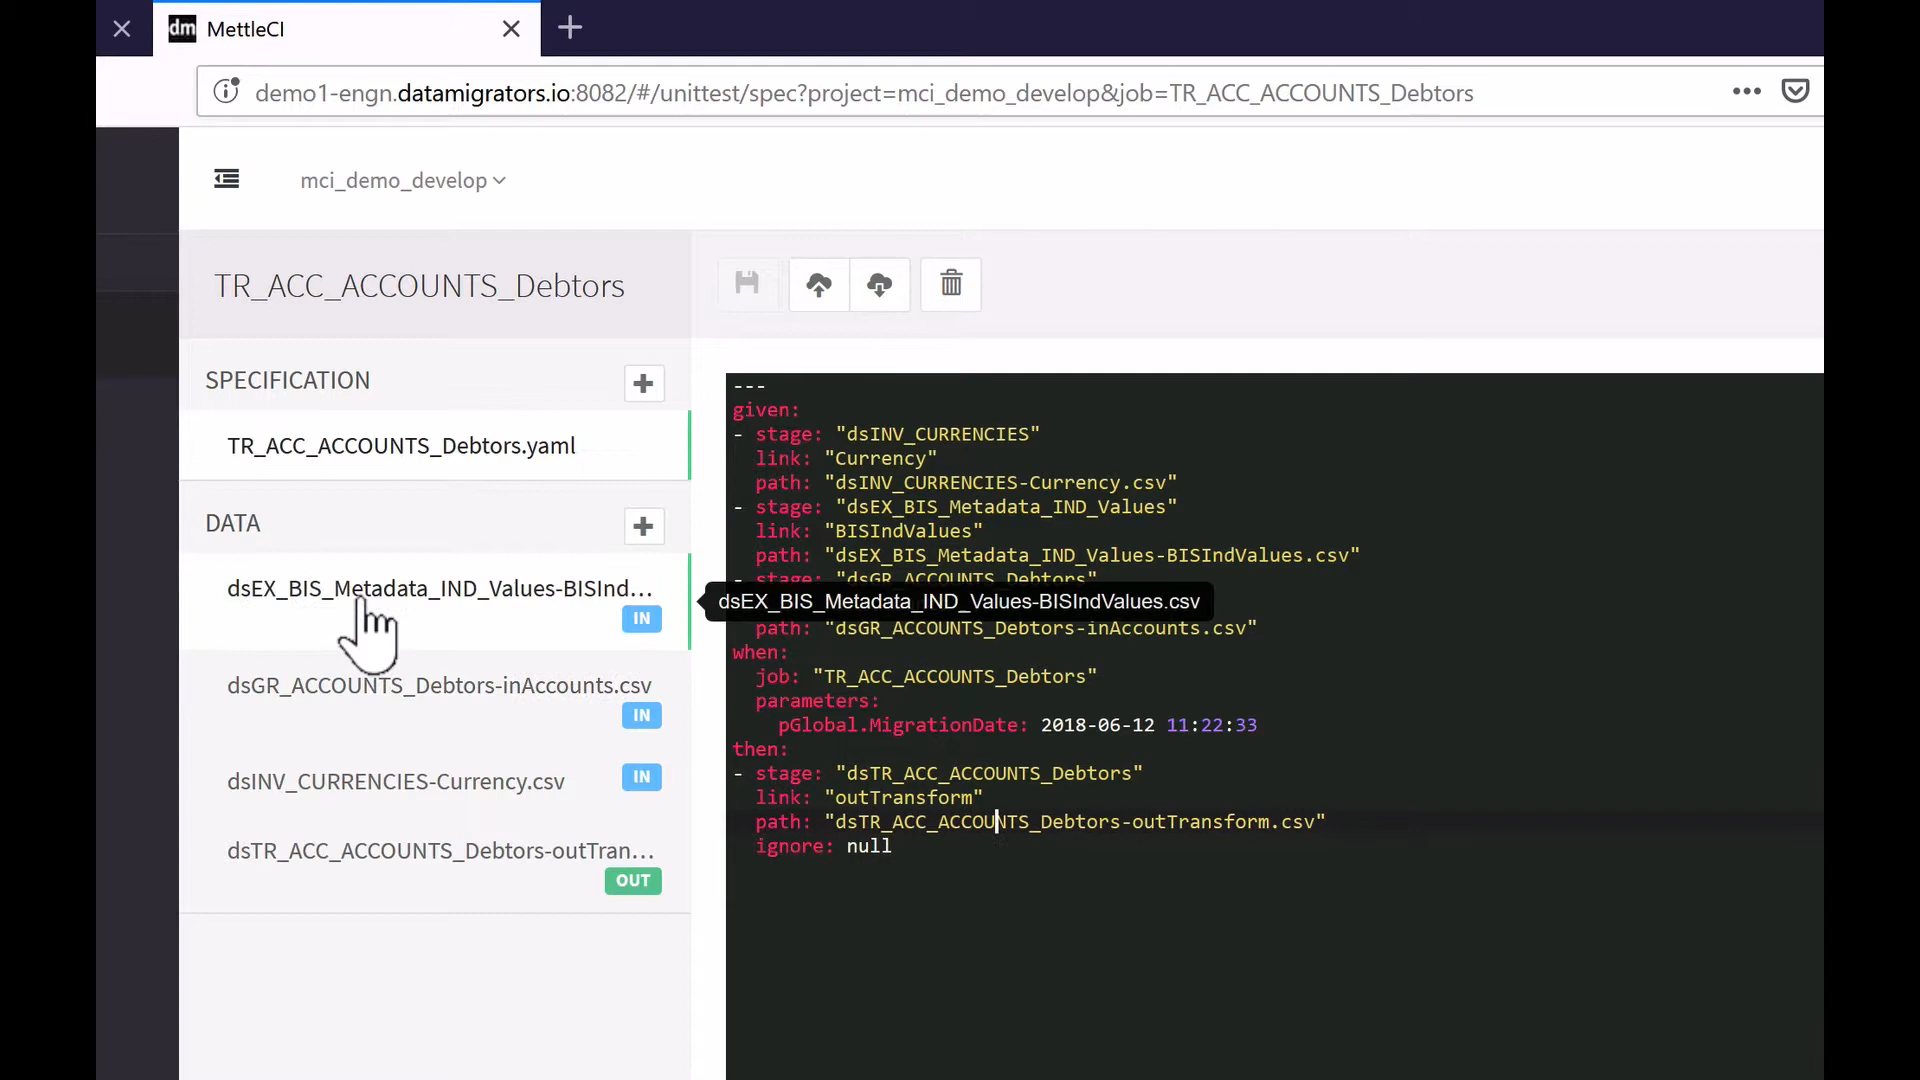 dm MettleCI
demo1-engn.datamigrators.io:8082/#/unittest/spec?project=mci_demo_develop&job=TR_ACC_ACCOUNTS_Debtors
mci_demo_develop
TR_ACC_ACCOUNTS_Debtors
SPECIFICATION
TR_ACC_ACCOUNTS_Debtors.yaml
DATA
dsEX_BIS_Metadata_IND_Values-BISInd...
IN
dsGR_ACCOUNTS_Debtors-inAccounts.csv
IN
dsINV_CURRENCIES-Currency.csv
IN
dsTR_ACC_ACCOUNTS_Debtors-outTran...
OUT
---
given:
- stage: "dsINV_CURRENCIES"
link: "Currency"
path: "dsINV_CURRENCIES-Currency.csv"
- stage: "dsEX_BIS_Metadata_IND_Values"
link: "BISIndValues"
path: "dsEX_BIS_Metadata_IND_Values-BISIndValues.csv"
- stage: "dsGR_ACCOUNTS_Debtors"
dsEX_BIS_Metadata_IND_Values-BISIndValues.csv
path: "dsGR_ACCOUNTS_Debtors-inAccounts.csv"
when:
job: "TR_ACC_ACCOUNTS_Debtors"
parameters:
pGlobal.MigrationDate: 2018-06-12 11:22:33
then:
- stage: "dsTR_ACC_ACCOUNTS_Debtors"
link: "outTransform"
path: "dsTR_ACC_ACCOUNTS_Debtors-outTransform.csv"
ignore: null